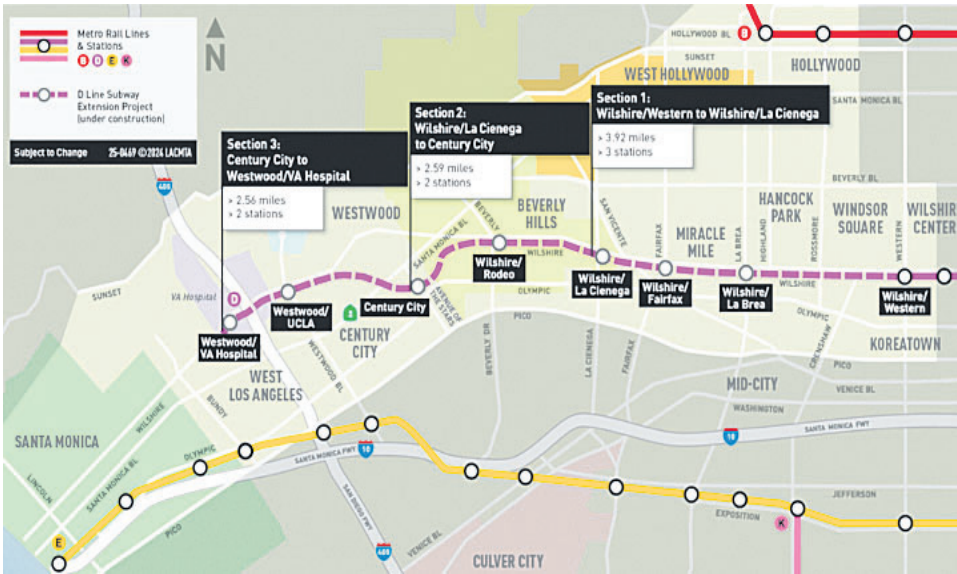 Metro Rail Lines
& Stations
B D E K
D Line Subway
Extension Project
(under construction)
Subject to Change 25-0469 ©2024 LACMTA
N
B
HOLLYWOOD BL
SUNSET
HOLLYWOOD
WEST HOLLYWOOD
SANTA MONICA BL
Section 1:
Wilshire/Western to Wilshire/La Cienega
> 3.92 miles
> 3 stations
Section 2:
Wilshire/La Cienega
to Century City
> 2.59 miles
> 2 stations
Section 3:
Century City to
Westwood/VA Hospital
> 2.56 miles
> 2 stations
405
BEVERLY BL
WESTWOOD
BEVERLY
HILLS
HANCOCK
PARK
WINDSOR
SQUARE
WILSHIRE
CENTER
MIRACLE
MILE
SANTA MONICA BL
BEVERLY
WILSHIRE
SAN VICENTE
FAIRFAX
LA BREA
HIGHLAND
ROSSMORE
WESTERN
WILSHIRE
Wilshire/
Rodeo
Wilshire/
La Cienega
Wilshire/
Fairfax
Wilshire/
La Brea
Wilshire/
Western
SUNSET
VA Hospital
D
Westwood/
VA Hospital
Westwood/
UCLA
Century City
AVENUE OF
THE STARS
OLYMPIC
PICO
CENTURY
CITY
WESTWOOD BL
BEVERLY DR
LA CIENEGA
FAIRFAX
OLYMPIC
CRENSHAW
PICO
KOREATOWN
WEST
LOS ANGELES
MID-CITY
VENICE BL
WASHINGTON
SANTA MONICA FWY
10
SANTA MONICA
WILSHIRE
BUNDY
SANTA MONICA BL
OLYMPIC
LINCOLN
PICO
SANTA MONICA FWY
10
SAN DIEGO FWY
405
VENICE BL
CULVER CITY
EXPOSITION
JEFFERSON
K
E